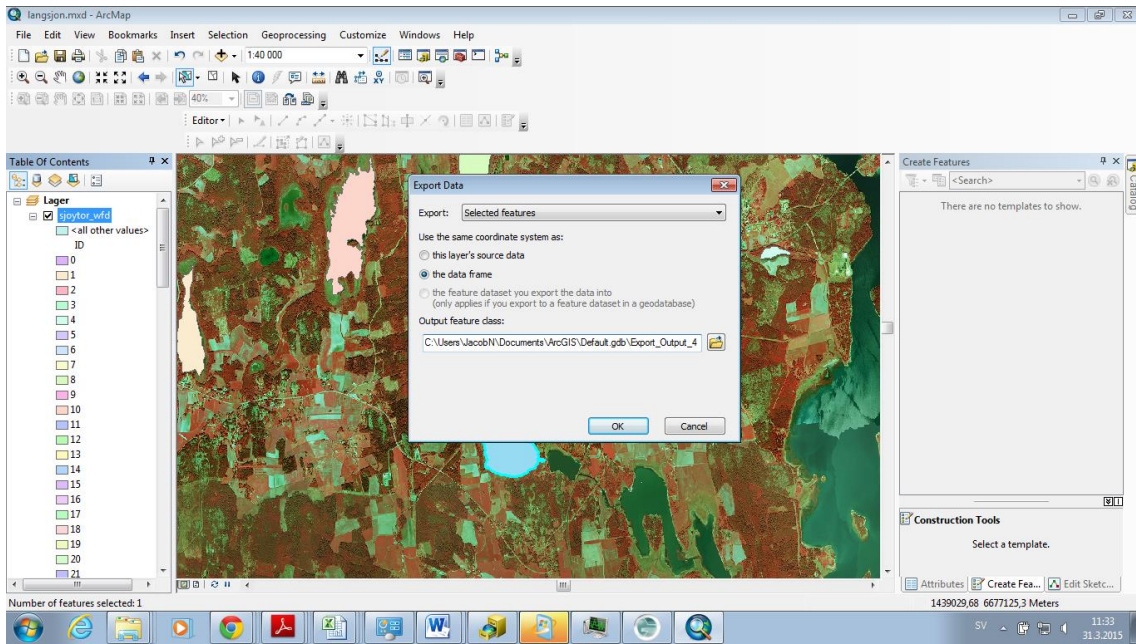 langsjon.mxd - ArcMap
File Edit View Bookmarks Insert Selection Geoprocessing Customize Windows Help
1:40 000
40%
Editor
Table Of Contents
Lager
sjoytor_wfd
<all other values>
ID
0
1
2
3
4
5
6
7
8
9
10
11
12
13
14
15
16
17
18
19
20
21
Export Data
Export: Selected features
Use the same coordinate system as:
this layer's source data
the data frame
the feature dataset you export the data into
(only applies if you export to a feature dataset in a geodatabase)
Output feature class:
C:\Users\JacobN\Documents\ArcGIS\Default.gdb\Export_Output_4
OK Cancel
Create Features
<Search>
There are no templates to show.
Catalog
Construction Tools
Select a template.
Attributes Create Fea... Edit Sketc...
Number of features selected: 1
1439029,68 6677125,3 Meters
SV
11:33
31.3.2015